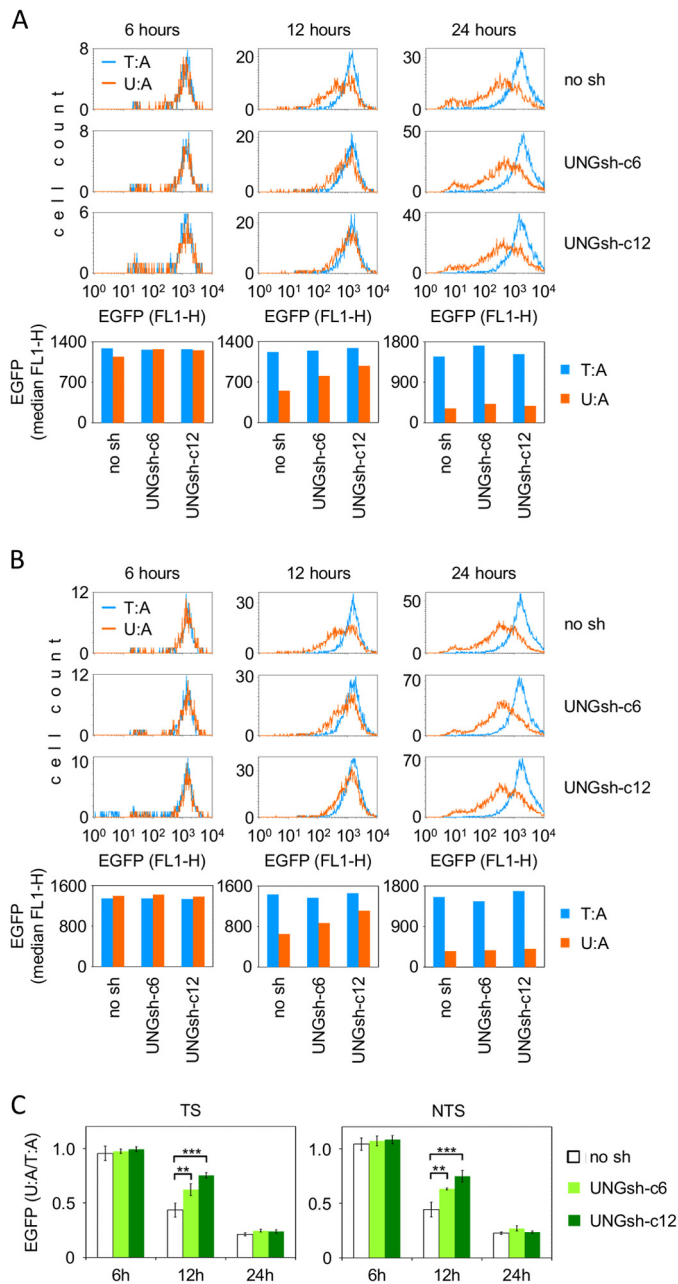 A
6 hours 12 hours 24 hours
8 20 30
T:A
U:A
no sh
0 0 0
8 20 50
UNGsh-c6
0 0 0
6 20 40
UNGsh-c12
0 0 0
cell count
10⁰ 10¹ 10² 10³ 10⁴ 10⁰ 10¹ 10² 10³ 10⁴ 10⁰ 10¹ 10² 10³ 10⁴
EGFP (FL1-H) EGFP (FL1-H) EGFP (FL1-H)
EGFP
(median FL1-H)
1400 1400 1800
700 700 900
0 0 0
T:A
U:A
no sh UNGsh-c6 UNGsh-c12 no sh UNGsh-c6 UNGsh-c12 no sh UNGsh-c6 UNGsh-c12
B
6 hours 12 hours 24 hours
12 30 50
T:A
U:A
no sh
0 0 0
12 30 70
UNGsh-c6
0 0 0
10 30 70
UNGsh-c12
0 0 0
cell count
10⁰ 10¹ 10² 10³ 10⁴ 10⁰ 10¹ 10² 10³ 10⁴ 10⁰ 10¹ 10² 10³ 10⁴
EGFP (FL1-H) EGFP (FL1-H) EGFP (FL1-H)
EGFP
(median FL1-H)
1600 1600 1800
800 800 900
0 0 0
T:A
U:A
no sh UNGsh-c6 UNGsh-c12 no sh UNGsh-c6 UNGsh-c12 no sh UNGsh-c6 UNGsh-c12
C
TS NTS
EGFP (U:A/T:A)
1.0 1.0
*** ***
** **
0.5 0.5
0 0
6h 12h 24h 6h 12h 24h
no sh
UNGsh-c6
UNGsh-c12